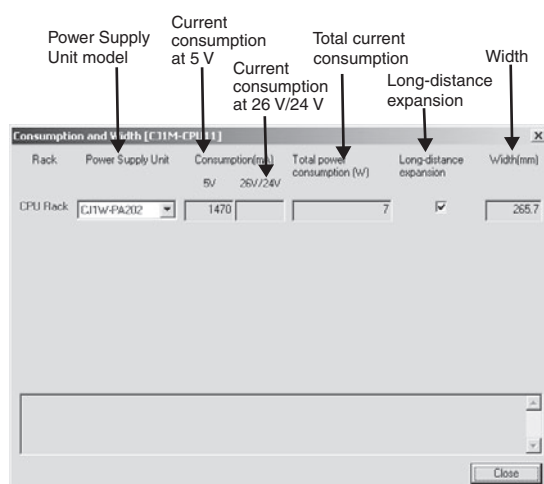 Power Supply
Unit model
Current
consumption
at 5 V
Current
consumption
at 26 V/24 V
Total current
consumption
Long-distance
expansion
Width
Consumption and Width [CJ1M-CPU11]
Rack
Power Supply Unit
Consumption(mA)
5V
26V/24V
Total power
consumption (W)
Long-distance
expansion
Width(mm)
CPU Rack
CJ1W-PA202
1470
7
265.7
Close